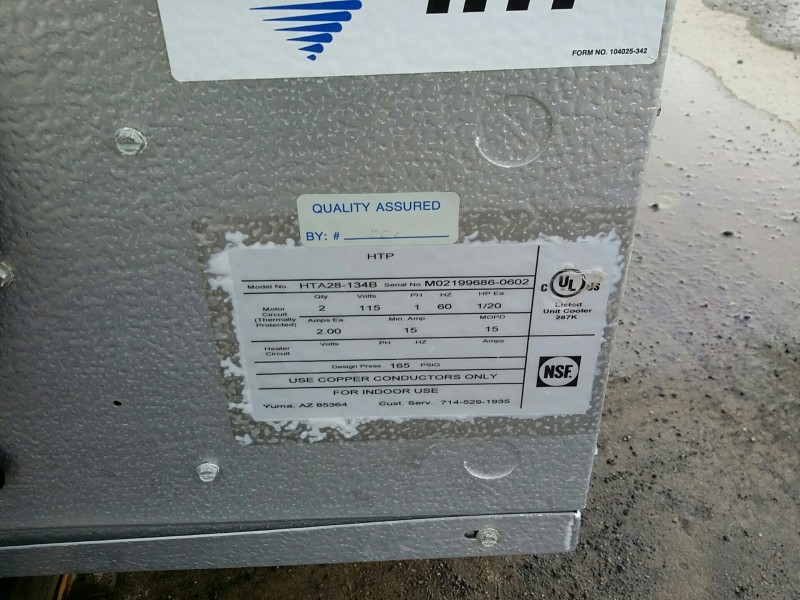 HTP
FORM NO. 104025-342
QUALITY ASSURED
BY: #
HTP
Model No HTA28-134B Serial No M02199686-0602
Qty Volts PH HZ HP Ea
Motor Circuit (Thermally Protected) 2 115 1 60 1/20
Amps Ea Min. Amp MOPD
2.00 15 15
Volts PH HZ Amps
Heater Circuit
Design Press 165 PSIG
USE COPPER CONDUCTORS ONLY
FOR INDOOR USE
Yuma, AZ 85364 Cust. Serv. 714-529-1935
C UL US
Listed
Unit Cooler
287K
NSF